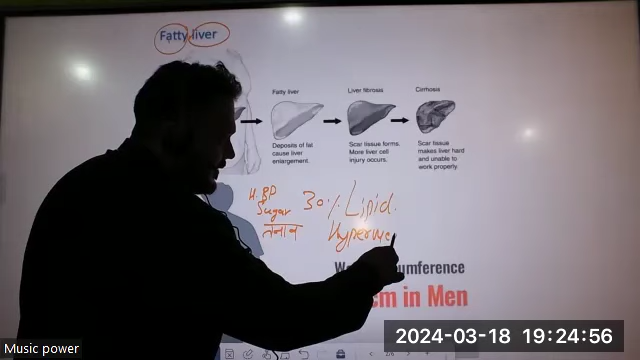 Fatty liver
Fatty liver
Liver fibrosis
Cirrhosis
Deposits of fat
cause liver
enlargement.
Scar tissue forms.
More liver cell
injury occurs.
Scar tissue
makes liver hard
and unable to
work properly
H.BP
Sugar
तनाव
30% Lipid.
umference
cm in Men
Music power
2024-03-18 19:24:56